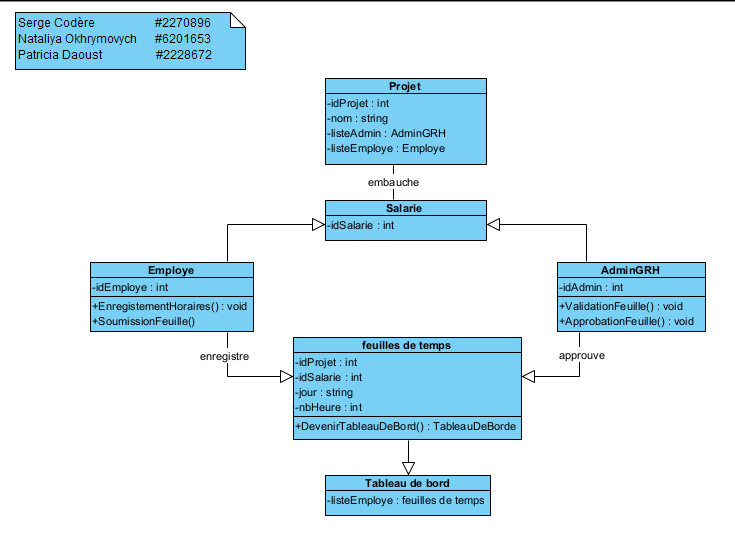 Serge Codère #2270896
Nataliya Okhrymovych #6201653
Patricia Daoust #2228672
Projet
-idProjet : int
-nom : string
-listeAdmin : AdminGRH
-listeEmploye : Employe
embauche
Salarie
-idSalarie : int
Employe
-idEmploye : int
+EnregistementHoraires() : void
+SoumissionFeuille()
AdminGRH
-idAdmin : int
+ValidationFeuille() : void
+ApprobationFeuille() : void
enregistre
approuve
feuilles de temps
-idProjet : int
-idSalarie : int
-jour : string
-nbHeure : int
+DevenirTableauDeBord() : TableauDeBorde
Tableau de bord
-listeEmploye : feuilles de temps